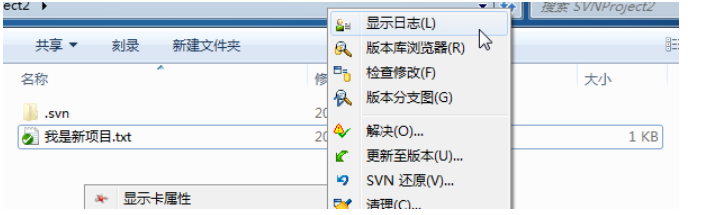 ect2
搜索 SVNProject2
共享
刻录
新建文件夹
名称
修
大小
.svn
20
我是新项目.txt
20
1 KB
显示卡属性
显示日志(L)
版本库浏览器(R)
检查修改(F)
版本分支图(G)
解决(O)...
更新至版本(U)...
SVN 还原(V)...
清理(C)...